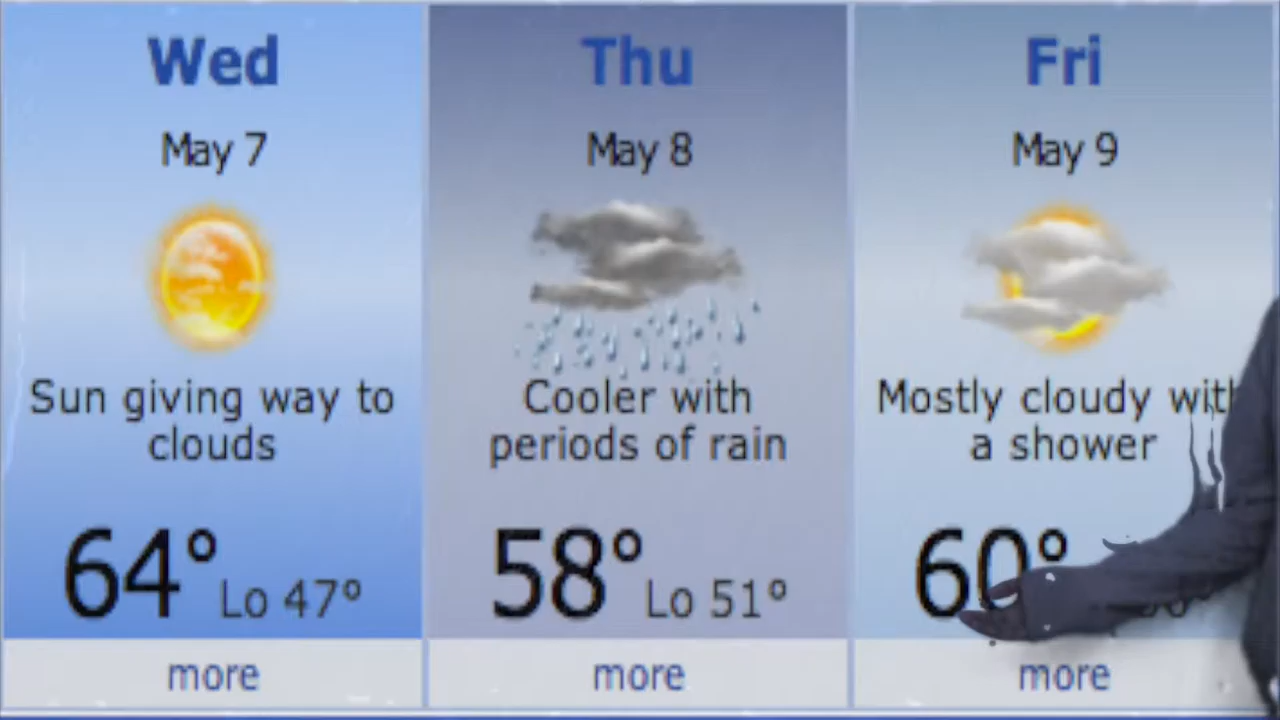 Wed
May 7
Sun giving way to
clouds
64° Lo 47°
more
Thu
May 8
Cooler with
periods of rain
58° Lo 51°
more
Fri
May 9
Mostly cloudy with
a shower
60°
more